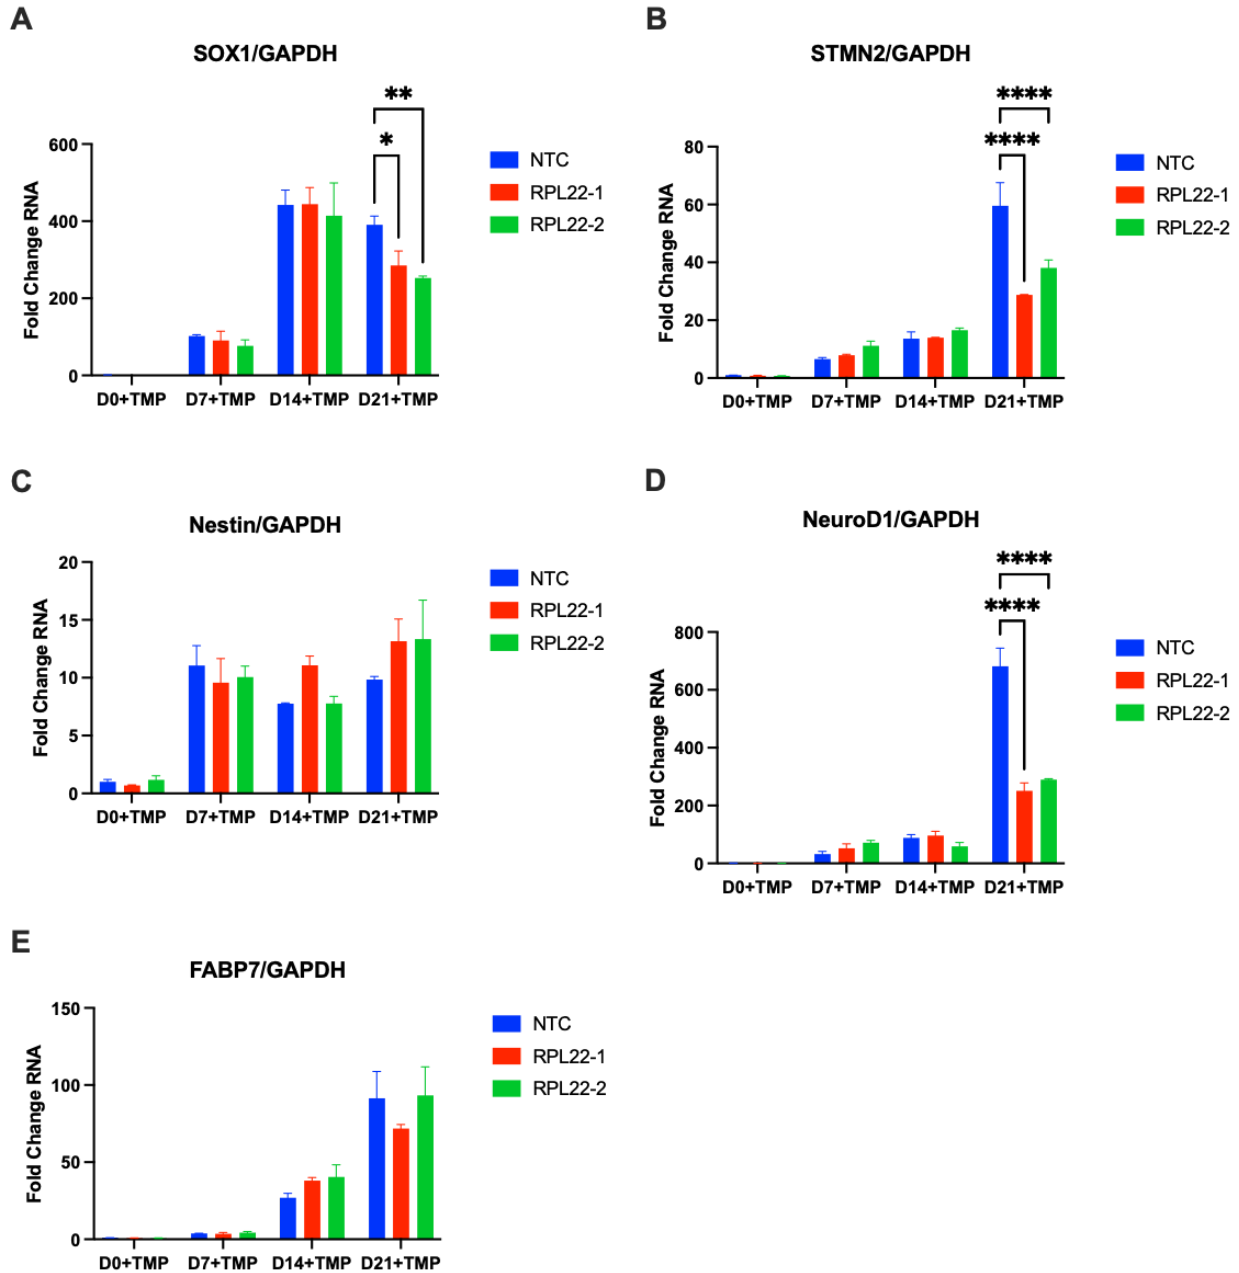 A
SOX1/GAPDH
**
*
600
400
200
0
Fold Change RNA
D0+TMP D7+TMP D14+TMP D21+TMP
NTC
RPL22-1
RPL22-2
B
STMN2/GAPDH
****
****
80
60
40
20
0
Fold Change RNA
D0+TMP D7+TMP D14+TMP D21+TMP
NTC
RPL22-1
RPL22-2
C
Nestin/GAPDH
20
15
10
5
0
Fold Change RNA
D0+TMP D7+TMP D14+TMP D21+TMP
NTC
RPL22-1
RPL22-2
D
NeuroD1/GAPDH
****
****
800
600
400
200
0
Fold Change RNA
D0+TMP D7+TMP D14+TMP D21+TMP
NTC
RPL22-1
RPL22-2
E
FABP7/GAPDH
150
100
50
0
Fold Change RNA
D0+TMP D7+TMP D14+TMP D21+TMP
NTC
RPL22-1
RPL22-2